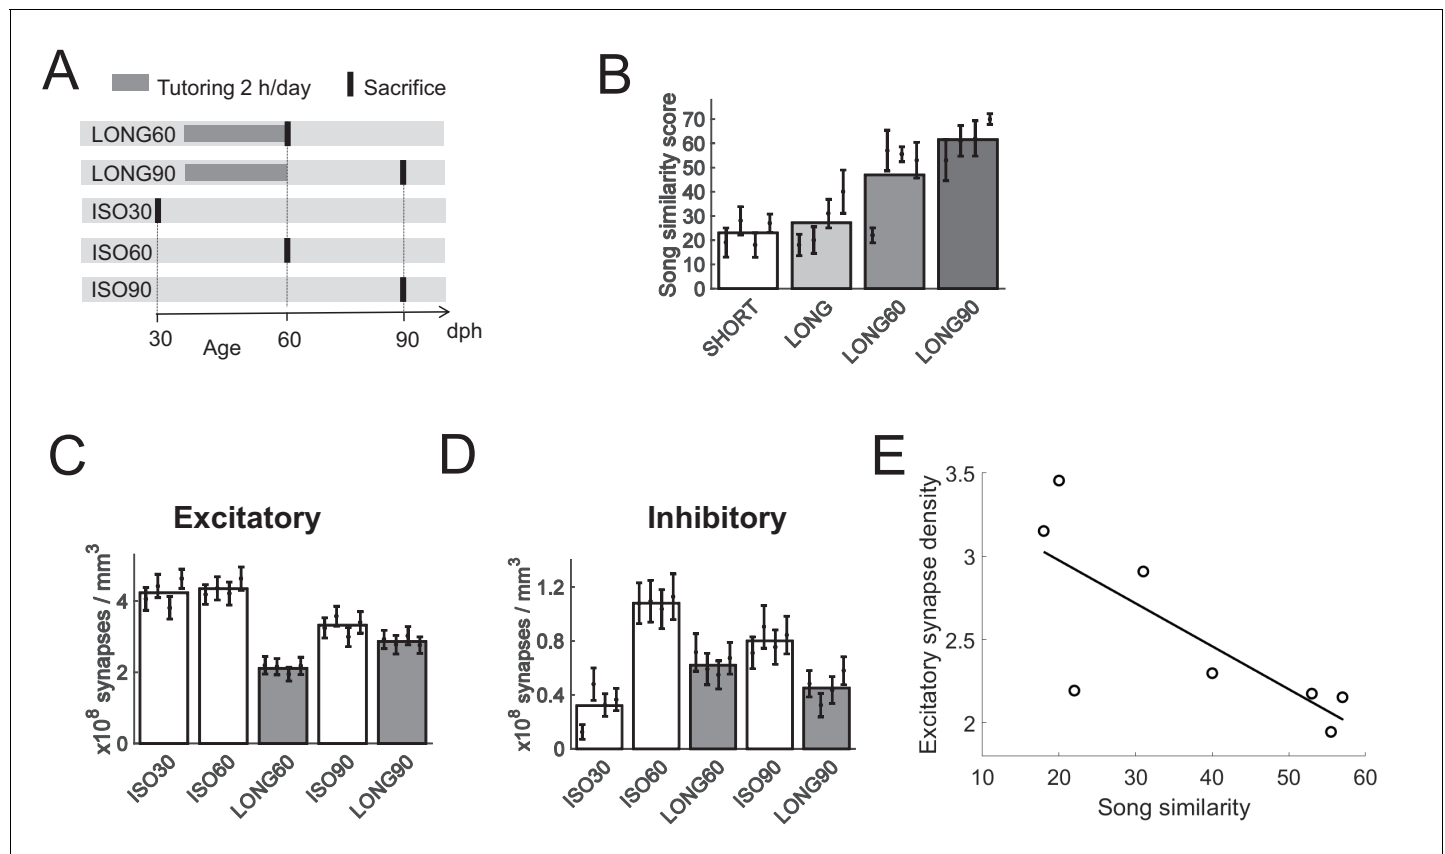 A
Tutoring 2 h/day
Sacrifice
LONG60
LONG90
ISO30
ISO60
ISO90
30
60
90
dph
Age
B
Song similarity score
70
60
50
40
30
20
10
0
SHORT
LONG
LONG60
LONG90
C
Excitatory
x10⁸ synapses / mm³
4
2
0
ISO30
ISO60
LONG60
ISO90
LONG90
D
Inhibitory
x10⁸ synapses / mm³
1.2
0.8
0.4
0
ISO30
ISO60
LONG60
ISO90
LONG90
E
Excitatory synapse density
3.5
3
2.5
2
10
20
30
40
50
60
Song similarity